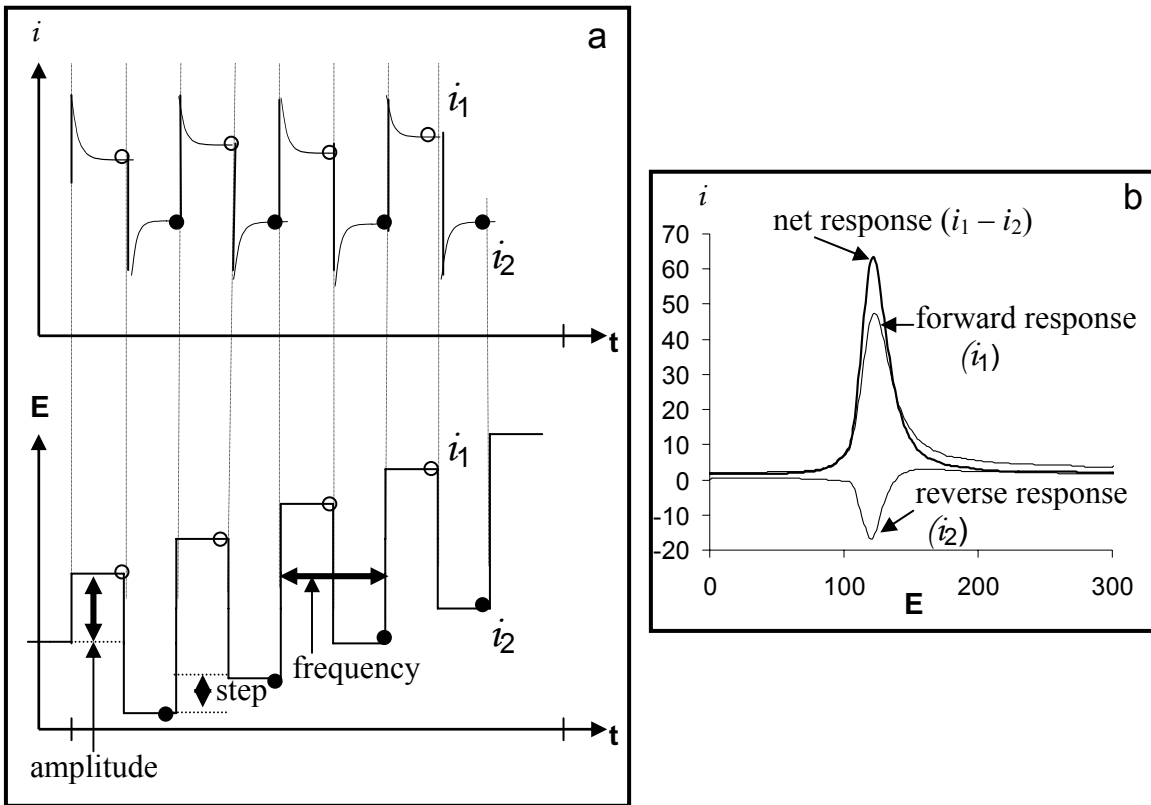 a
i
i1
i2
t
E
i1
i2
frequency
step
t
amplitude
b
i
net response (i1 – i2)
70
60
forward response
(i1)
50
40
30
20
10
0
reverse response
(i2)
-10
-20
0
100
200
300
E